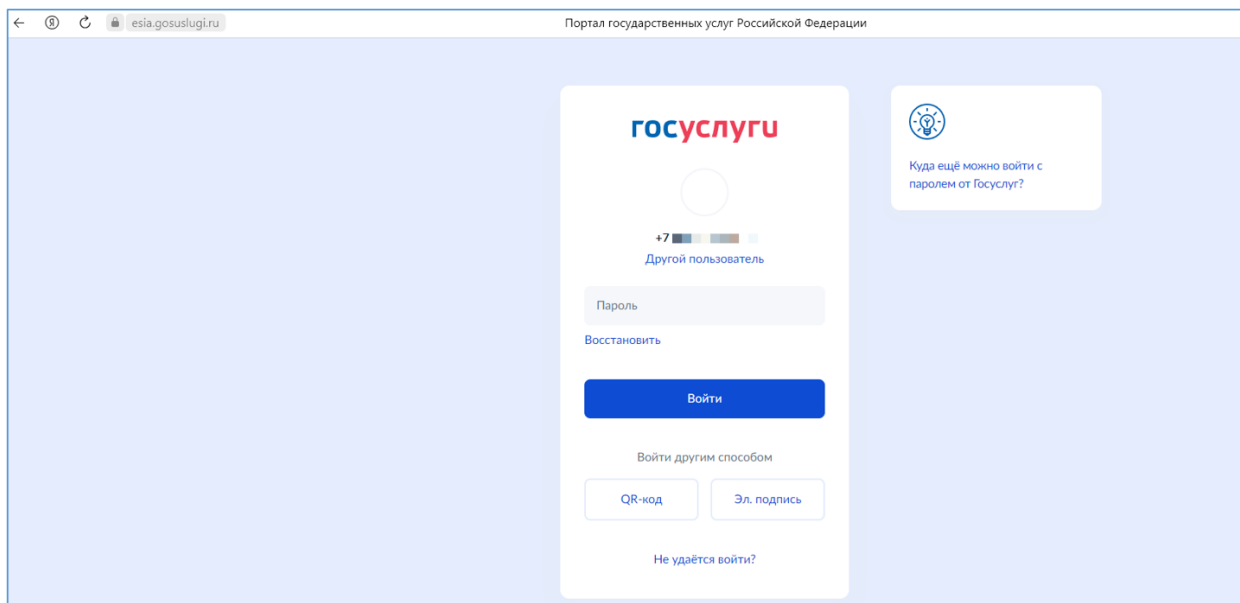 esia.gosuslugi.ru
Портал государственных услуг Российской Федерации
госуслуги
+7
Другой пользователь
Пароль
Восстановить
Войти
Войти другим способом
QR-код
Эл. подпись
Не удаётся войти?
Куда ещё можно войти с
паролем от Госуслуг?